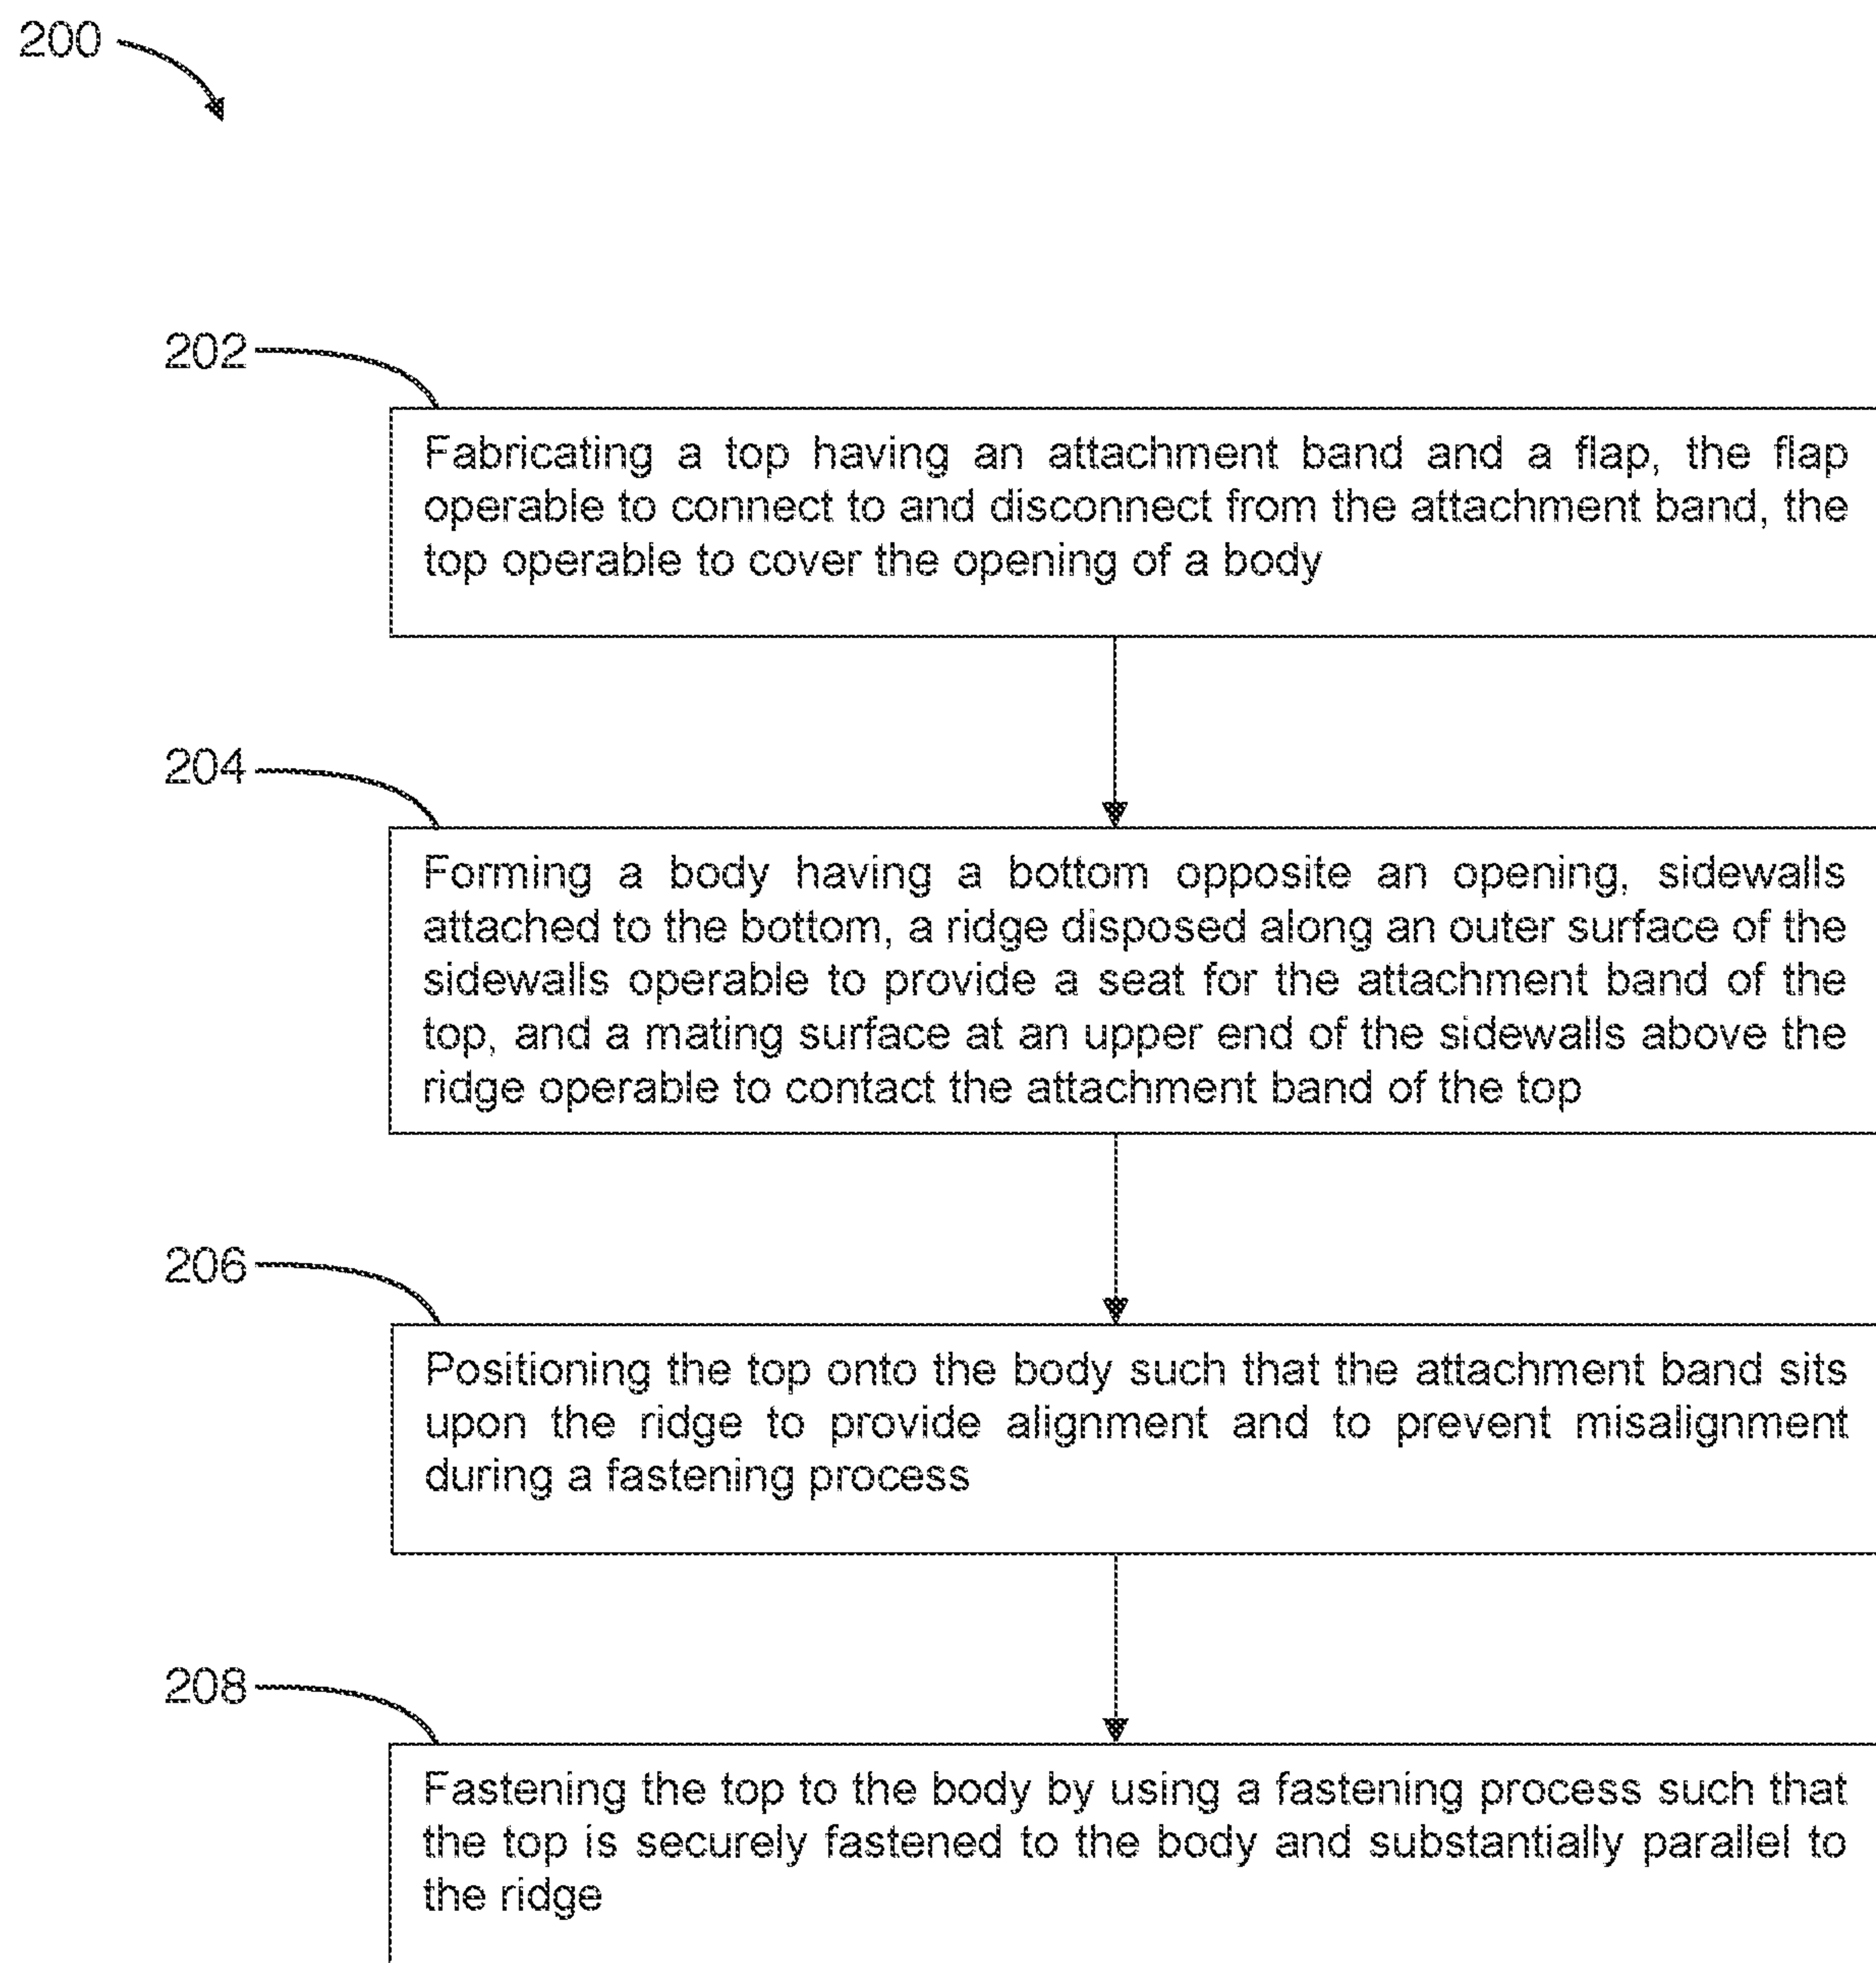 200
202
Fabricating a top having an attachment band and a flap, the flap
operable to connect to and disconnect from the attachment band, the
top operable to cover the opening of a body
204
Forming a body having a bottom opposite an opening, sidewalls
attached to the bottom, a ridge disposed along an outer surface of the
sidewalls operable to provide a seat for the attachment band of the
top, and a mating surface at an upper end of the sidewalls above the
ridge operable to contact the attachment band of the top
206
Positioning the top onto the body such that the attachment band sits
upon the ridge to provide alignment and to prevent misalignment
during a fastening process
208
Fastening the top to the body by using a fastening process such that
the top is securely fastened to the body and substantially parallel to
the ridge